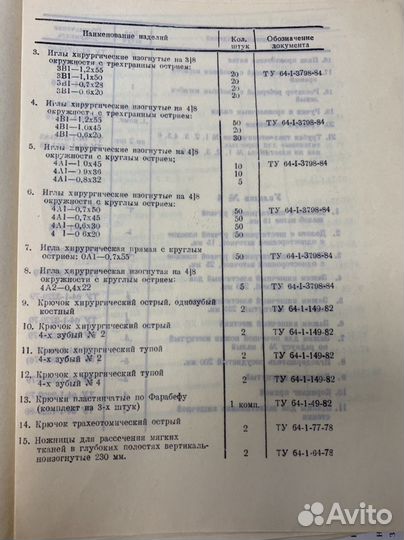 Наименование изделий Кол. штук Обозначение документа
3. Иглы хирургические изогнутые на 3|8
окружности с трехгранным острием:
3В1—1,2х55 20 ТУ 64-1-3798-84
3В1—1,1х50 20
3В1—0,7х28 20
3В1—0,6х20 20
4. Иглы хирургические изогнутые на 4|8
окружности с трехгранным острием:
4В1—1,2х55 20 ТУ 64-1-3798-84
4В1—1,0х45 20
4В1—0,6х20 30
5. Иглы хирургические изогнутые на 4|8
окружности с круглым острием:
4А1—1,0х45 10 ТУ 64-1-3798-84
4А1—0,9х36 10
4А1—0,8х32 5
6. Иглы хирургические изогнутые на 4|8
окружности с круглым острием:
4А1—0,7х50 50 ТУ 64-1-3798-84
4А1—0,7х45 50
4А1—0,6х30 50
4 1—0 6х20 50
7. Игла хирургическая прямая с круглым
острием: 0А1—0,7х55 50 ТУ 64-1-3798-84
8. Игла хирургическая изогнутая на 4|8
окружности с круглым острием:
4А2—0,4х22 5 ТУ 64-1-3798-84
9. Крючок хирургический острый, однозубый
костный 2 ТУ 64-1-149-82
10. Крючок хирургический острый
4-х зубый № 2 2 ТУ 64-1-149-82
11. Крючок хирургический тупой
4-х зубый № 2 2 ТУ 64-1-149-82
12. Крючок хирургический тупой
4-х зубый № 4 2 ТУ 64-1-149-82
13. Крючки пластинчатые по Фарабефу
(комплект из 3-х штук) 1 комп. ТУ 64-1-49-82
14. Крючок трахеотомический острый 2 ТУ 64-1-77-78
15. Ножницы для рассечения мягких
тканей в глубоких полостях вертикаль-
ноизогнутые 230 мм. 2 ТУ 64-1-64-78
Avito